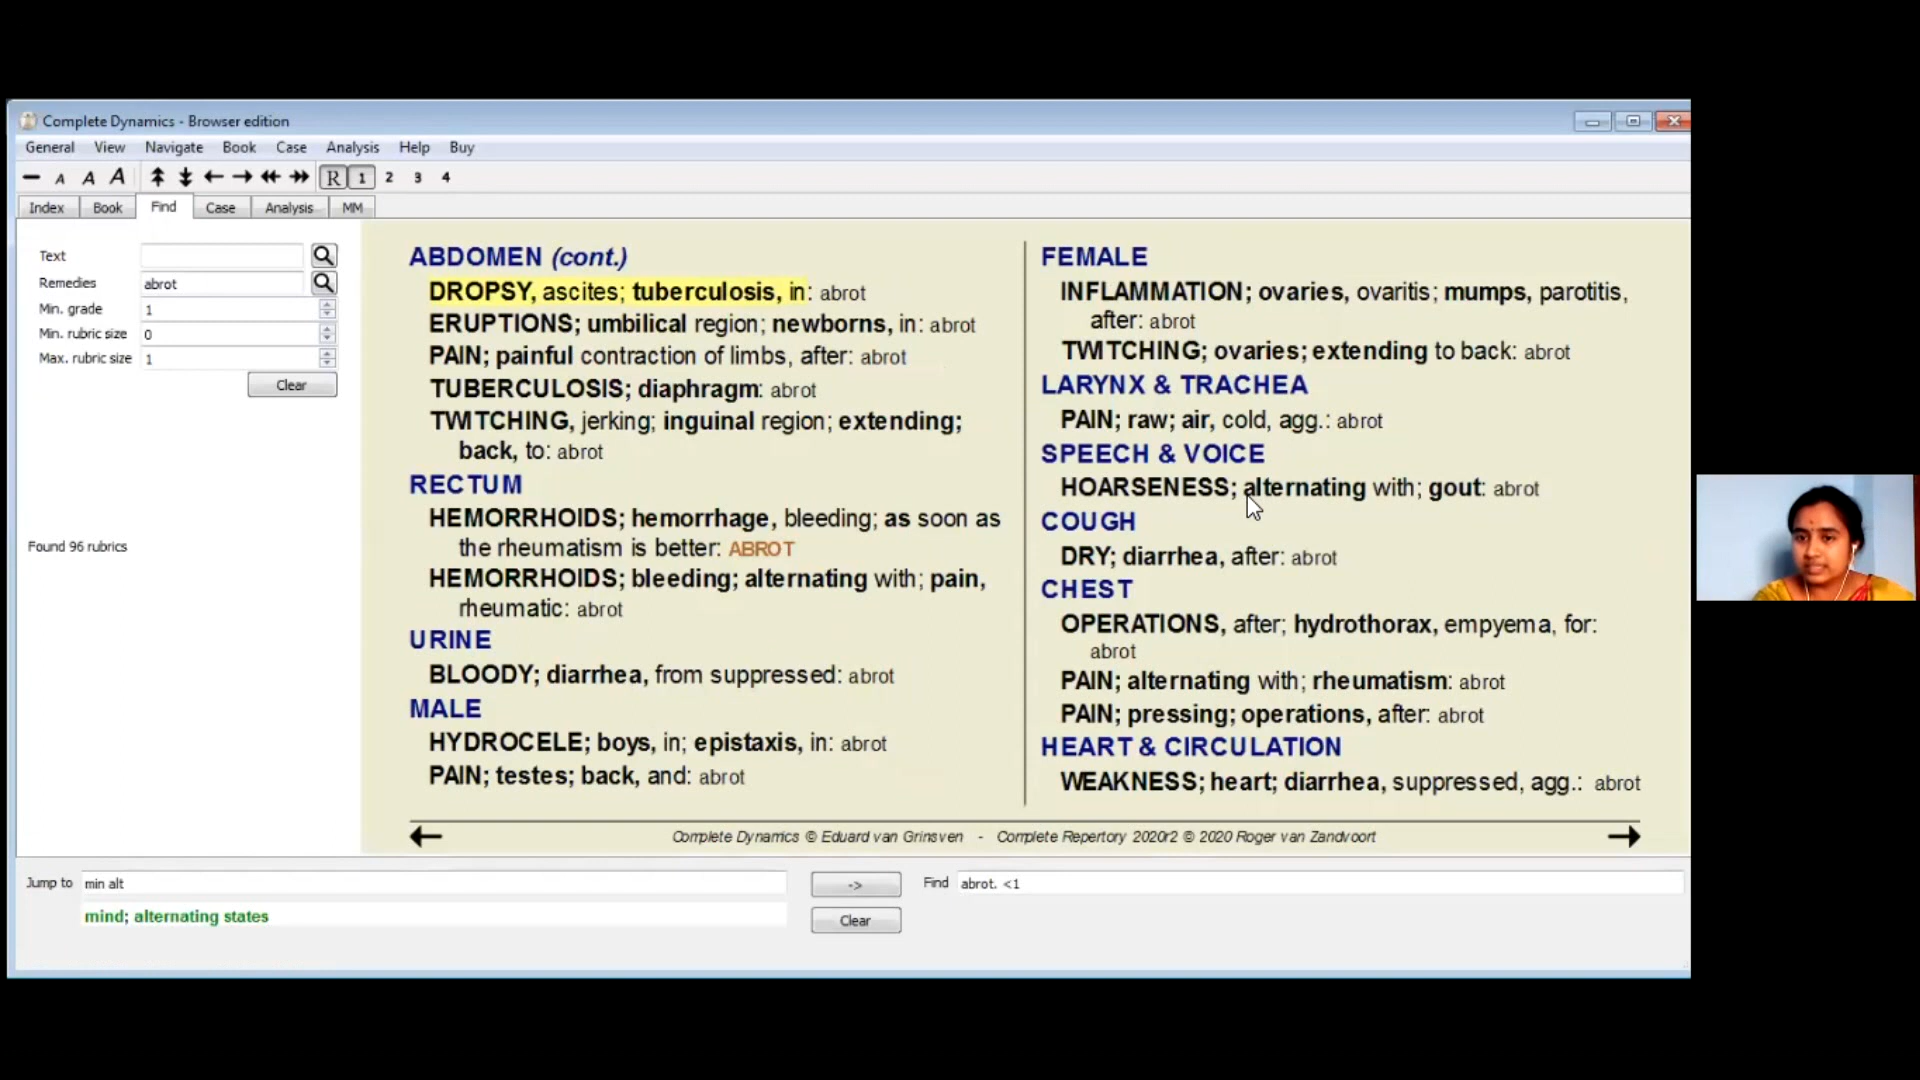 Complete Dynamics - Browser edition
General View Navigate Book Case Analysis Help Buy
A A A R 1 2 3 4
Index Book Find Case Analysis MM
Text
Remedies abrot
Min. grade 1
Min. rubric size 0
Max. rubric size 1
Clear
Found 96 rubrics
ABDOMEN (cont.)
DROPSY, ascites; tuberculosis, in: abrot
ERUPTIONS; umbilical region; newborns, in: abrot
PAIN; painful contraction of limbs, after: abrot
TUBERCULOSIS; diaphragm: abrot
TWITCHING, jerking; inguinal region; extending;
back, to: abrot
RECTUM
HEMORRHOIDS; hemorrhage, bleeding; as soon as
the rheumatism is better: ABROT
HEMORRHOIDS; bleeding; alternating with; pain,
rheumatic: abrot
URINE
BLOODY; diarrhea, from suppressed: abrot
MALE
HYDROCELE; boys, in; epistaxis, in: abrot
PAIN; testes; back, and: abrot
FEMALE
INFLAMMATION; ovaries, ovaritis; mumps, parotitis,
after: abrot
TWITCHING; ovaries; extending to back: abrot
LARYNX & TRACHEA
PAIN; raw; air, cold, agg.: abrot
SPEECH & VOICE
HOARSENESS; alternating with; gout: abrot
COUGH
DRY; diarrhea, after: abrot
CHEST
OPERATIONS, after; hydrothorax, empyema, for:
abrot
PAIN; alternating with; rheumatism: abrot
PAIN; pressing; operations, after: abrot
HEART & CIRCULATION
WEAKNESS; heart; diarrhea, suppressed, agg.: abrot
Complete Dynamics © Eduard van Grinsven - Complete Repertory 2020r2 © 2020 Roger van Zandvoort
Jump to min alt -> Find abrot. <1
mind; alternating states Clear